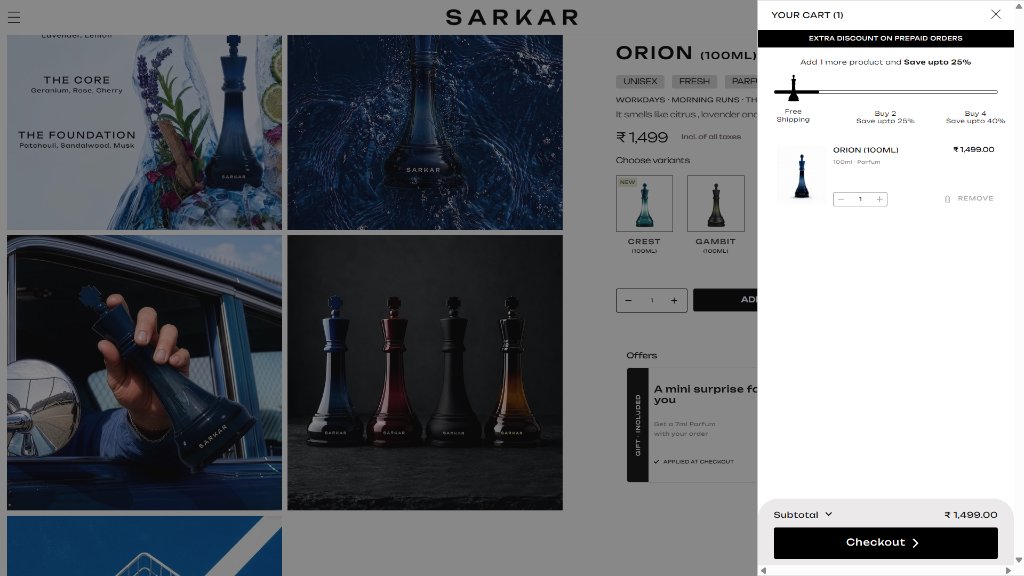 SARKAR
Lavender, Lemon
THE CORE
Geranium, Rose, Cherry
THE FOUNDATION
Patchouli, Sandalwood, Musk
SARKAR
SARKAR
SARKAR
SARKAR
SARKAR
SARKAR
SARKAR
ORION (100ML)
UNISEX
FRESH
WORKDAYS · MORNING RUNS ·
It smells like citrus, lavender
₹ 1,499 Incl. of all taxes
Choose variants
NEW
CREST
(100ML)
GAMBIT
(100ML)
− 1 +
Offers
GIFT · INCLUDED
A mini surprise
you
Get a 7ml Parfum
with your order
APPLIED AT CHECKOUT
YOUR CART (1)
EXTRA DISCOUNT ON PREPAID ORDERS
Add 1 more product and Save upto 25%
Free
Shipping
Buy 2
Save upto 25%
Buy 4
Save upto 40%
ORION (100ML)
₹ 1,499.00
100ml · Parfum
− 1 +
REMOVE
Subtotal
₹ 1,499.00
Checkout